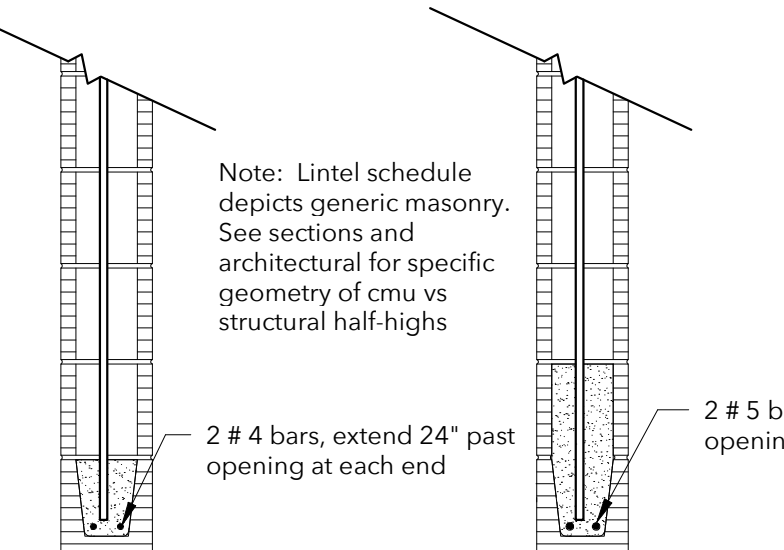 Note: Lintel schedule
depicts generic masonry.
See sections and
architectural for specific
geometry of cmu vs
structural half-highs
2 # 4 bars, extend 24" past
opening at each end
2 # 5 b
openin